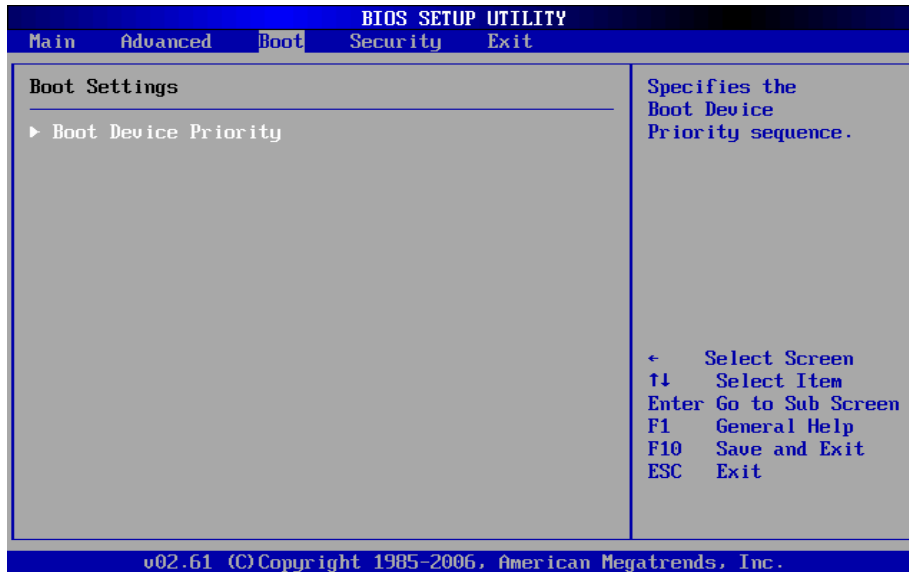 BIOS SETUP UTILITY
Main Advanced Boot Security Exit
Boot Settings
▶ Boot Device Priority
Specifies the
Boot Device
Priority sequence.
← Select Screen
↑↓ Select Item
Enter Go to Sub Screen
F1 General Help
F10 Save and Exit
ESC Exit
v02.61 (C)Copyright 1985-2006, American Megatrends, Inc.